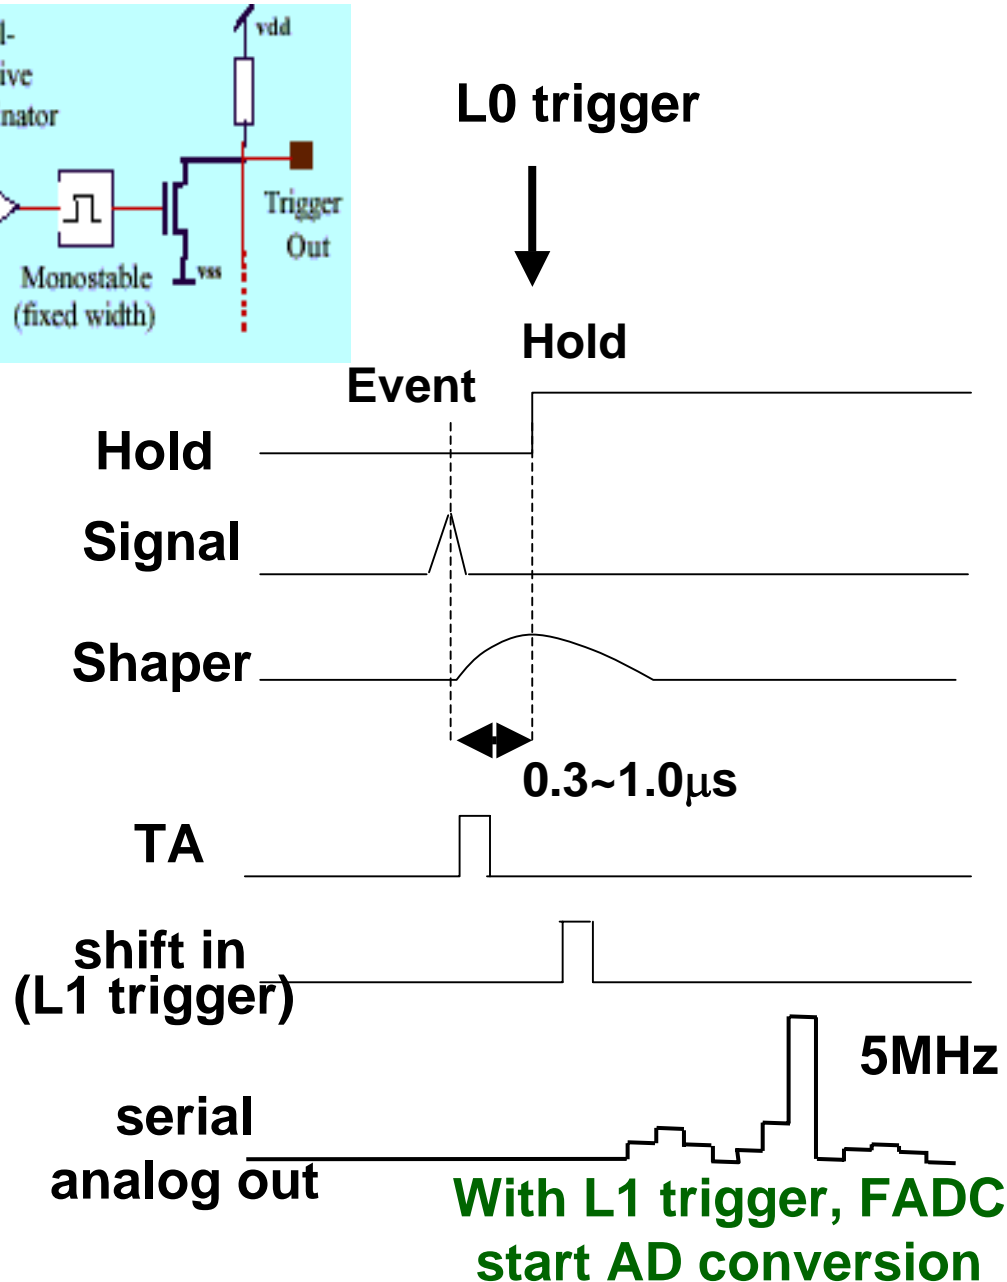 vdd
Trigger
Out
vss
Monostable
(fixed width)
L0 trigger
Hold
Event
Hold
Signal
Shaper
0.3~1.0μs
TA
shift in
(L1 trigger)
5MHz
serial
analog out
With L1 trigger, FADC
start AD conversion